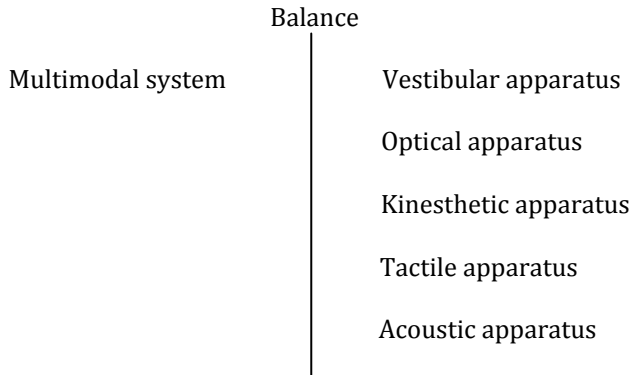 Balance
Multimodal system
Vestibular apparatus
Optical apparatus
Kinesthetic apparatus
Tactile apparatus
Acoustic apparatus